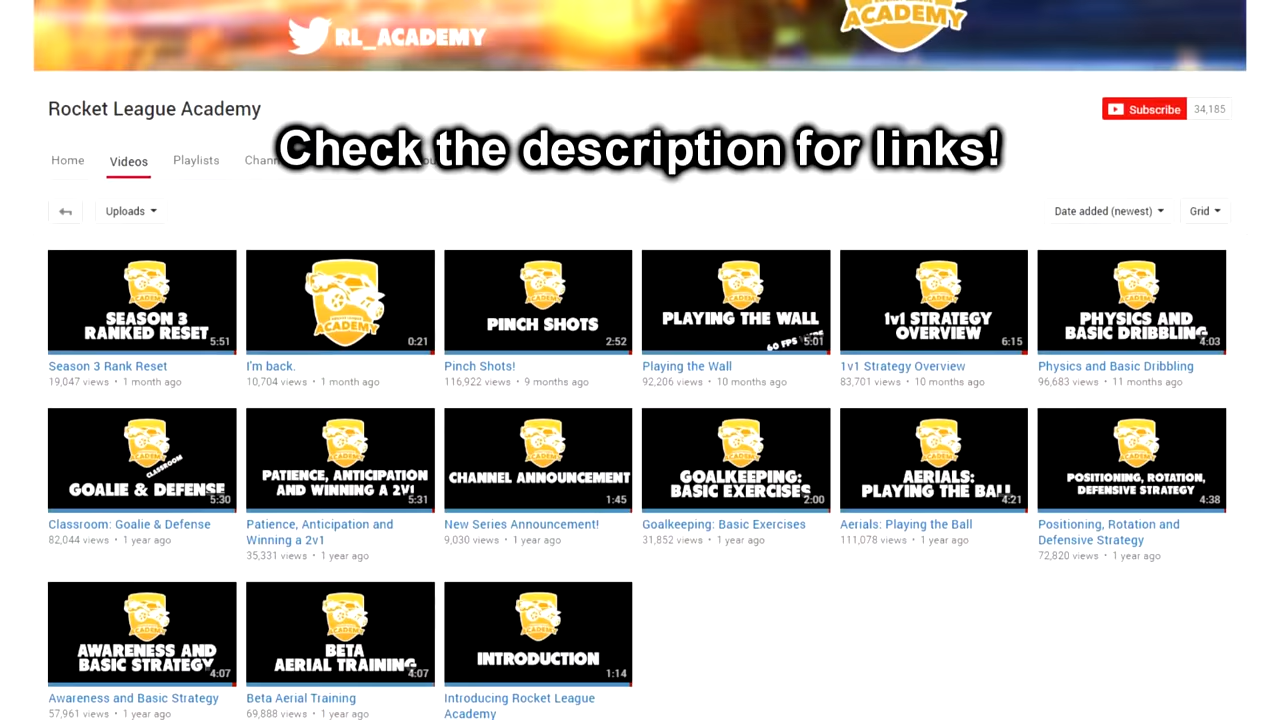 RL_ACADEMY
ACADEMY
Rocket League Academy
Subscribe 34,185
Check the description for links!
Home Videos Playlists
Uploads
Date added (newest) Grid
SEASON 3
RANKED RESET
5:51
ACADEMY
0:21
PINCH SHOTS
2:52
PLAYING THE WALL
60 FPS
5:01
1v1 STRATEGY
OVERVIEW
6:15
PHYSICS AND
BASIC DRIBBLING
4:03
Season 3 Rank Reset
19,047 views • 1 month ago
I'm back.
10,704 views • 1 month ago
Pinch Shots!
116,922 views • 9 months ago
Playing the Wall
92,206 views • 10 months ago
1v1 Strategy Overview
83,701 views • 10 months ago
Physics and Basic Dribbling
96,683 views • 11 months ago
CLASSROOM
GOALIE & DEFENSE
5:30
PATIENCE, ANTICIPATION
AND WINNING A 2V1
5:31
CHANNEL ANNOUNCEMENT
1:45
GOALKEEPING:
BASIC EXERCISES
2:00
AERIALS:
PLAYING THE BALL
4:21
POSITIONING, ROTATION,
DEFENSIVE STRATEGY
4:38
Classroom: Goalie & Defense
82,044 views • 1 year ago
Patience, Anticipation and
Winning a 2v1
35,331 views • 1 year ago
New Series Announcement!
9,030 views • 1 year ago
Goalkeeping: Basic Exercises
31,852 views • 1 year ago
Aerials: Playing the Ball
111,078 views • 1 year ago
Positioning, Rotation and
Defensive Strategy
72,820 views • 1 year ago
AWARENESS AND
BASIC STRATEGY
4:07
BETA
AERIAL TRAINING
4:07
INTRODUCTION
1:14
Awareness and Basic Strategy
57,961 views • 1 year ago
Beta Aerial Training
69,888 views • 1 year ago
Introducing Rocket League
Academy